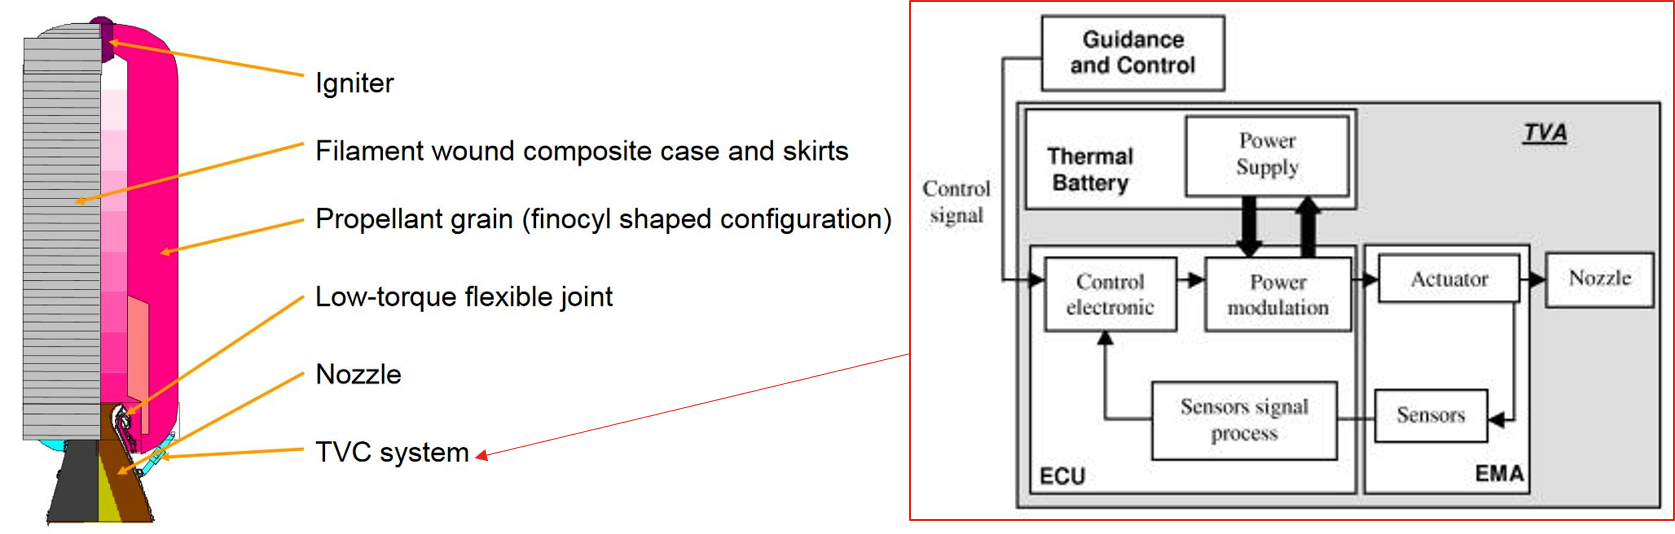 Igniter
Filament wound composite case and skirts
Propellant grain (finocyl shaped configuration)
Low-torque flexible joint
Nozzle
TVC system
Guidance
and Control
TVA
Power
Supply
Thermal
Battery
Control
signal
Control
electronic
Power
modulation
Actuator
Nozzle
Sensors signal
process
Sensors
ECU
EMA